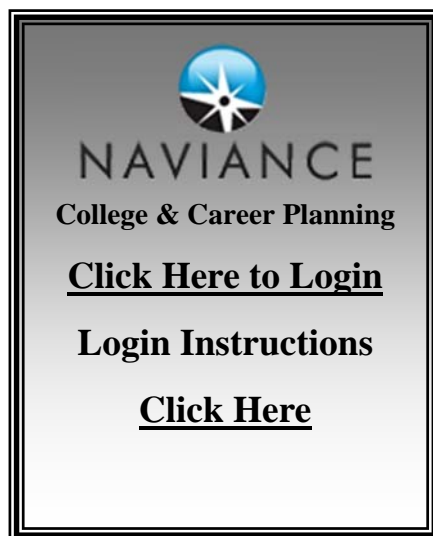 NAVIANCE
College & Career Planning
Click Here to Login
Login Instructions
Click Here